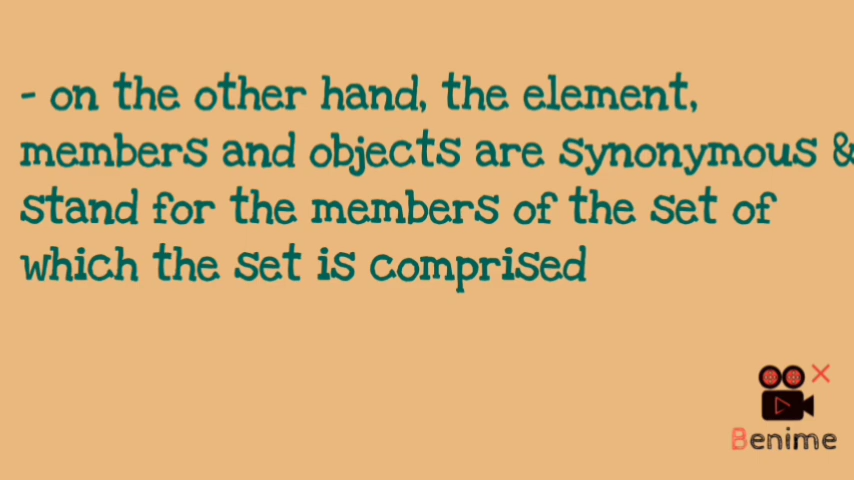 - on the other hand, the element,
members and objects are synonymous &
stand for the members of the set of
which the set is comprised
Benime